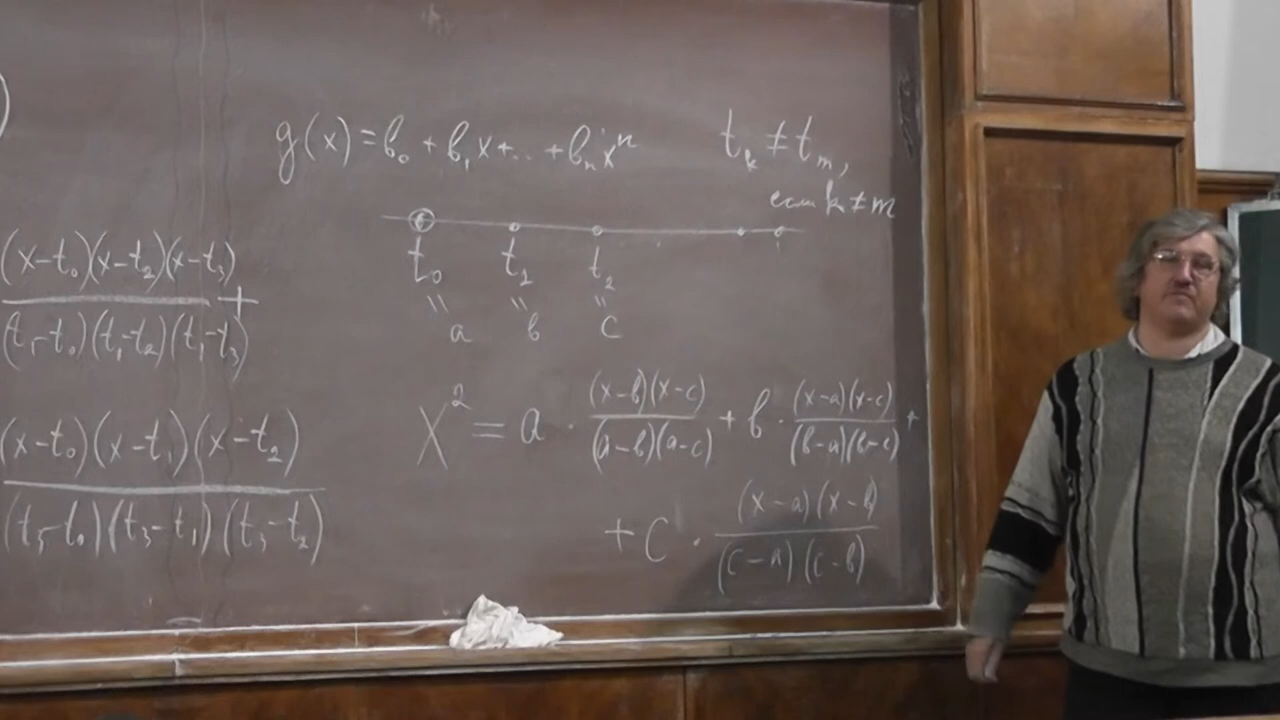 g(x) = b₀ + b₁x + ... + bₙxⁿ
tₖ ≠ tₘ,
если k ≠ m
t₀ t₁ t₂
" " "
a b c
(x-t₀)(x-t₂)(x-t₃)
+
(t₁-t₀)(t₁-t₂)(t₁-t₃)
(x-t₀)(x-t₁)(x-t₂)
(t₃-t₀)(t₃-t₁)(t₃-t₂)
(x-b)(x-c) (x-a)(x-c)
X² = a · + b · +
(a-b)(a-c) (b-a)(b-c)
(x-a)(x-b)
+ c ·
(c-a)(c-b)